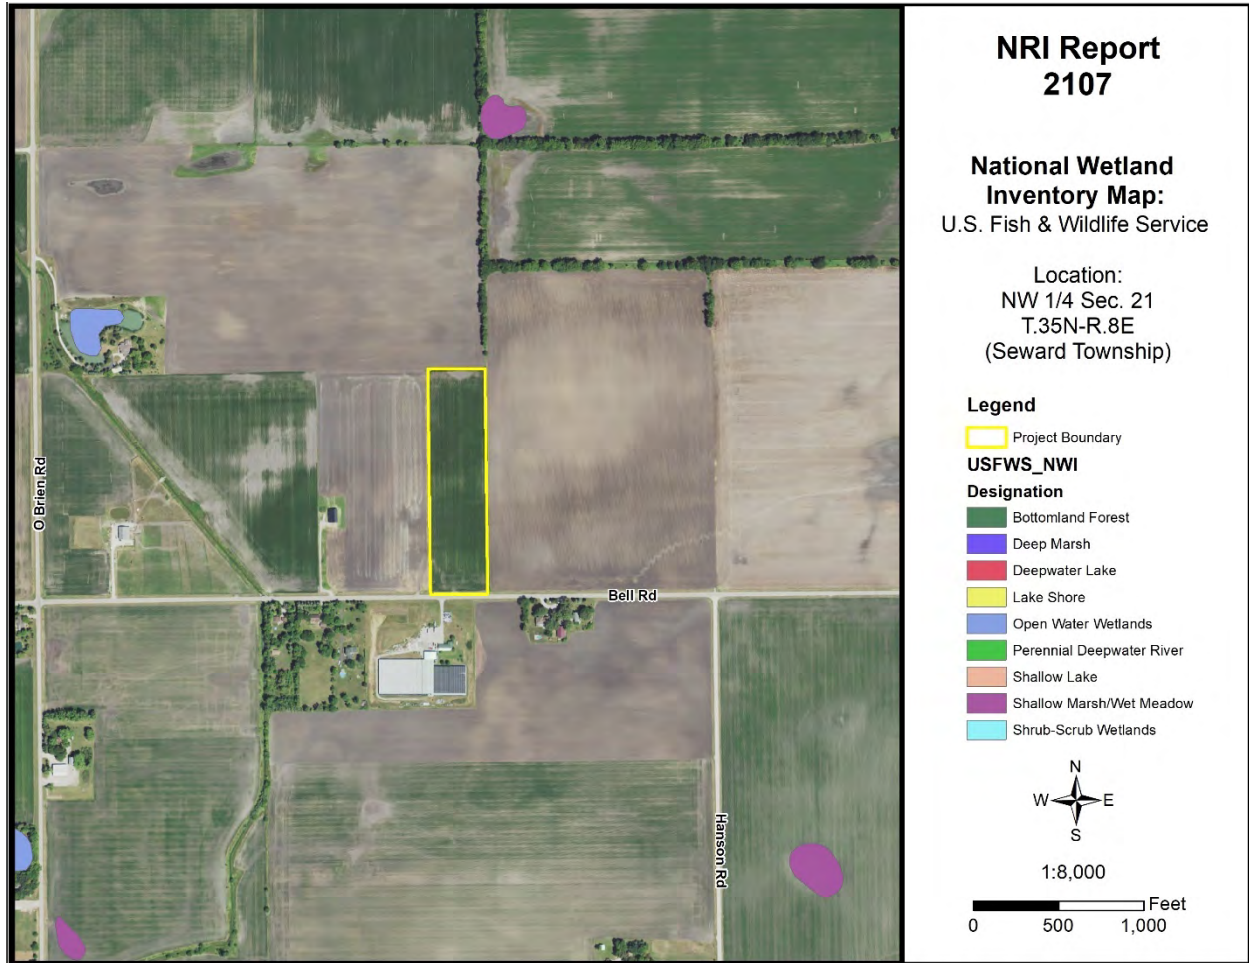 NRI Report
2107
National Wetland
Inventory Map:
U.S. Fish & Wildlife Service
Location:
NW 1/4 Sec. 21
T.35N-R.8E
(Seward Township)
Legend
Project Boundary
USFWS_NWI
Designation
Bottomland Forest
Deep Marsh
Deepwater Lake
Lake Shore
Open Water Wetlands
Perennial Deepwater River
Shallow Lake
Shallow Marsh/Wet Meadow
Shrub-Scrub Wetlands
N
W E
S
1:8,000
Feet
0 500 1,000
O Brien Rd
Bell Rd
Hanson Rd